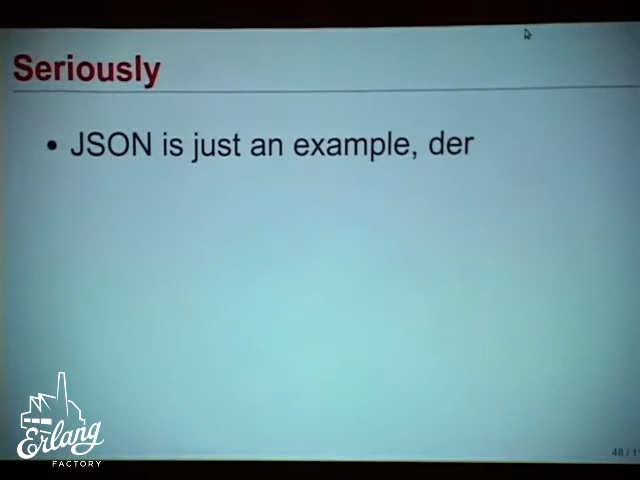 Seriously
• JSON is just an example, der
Erlang
FACTORY